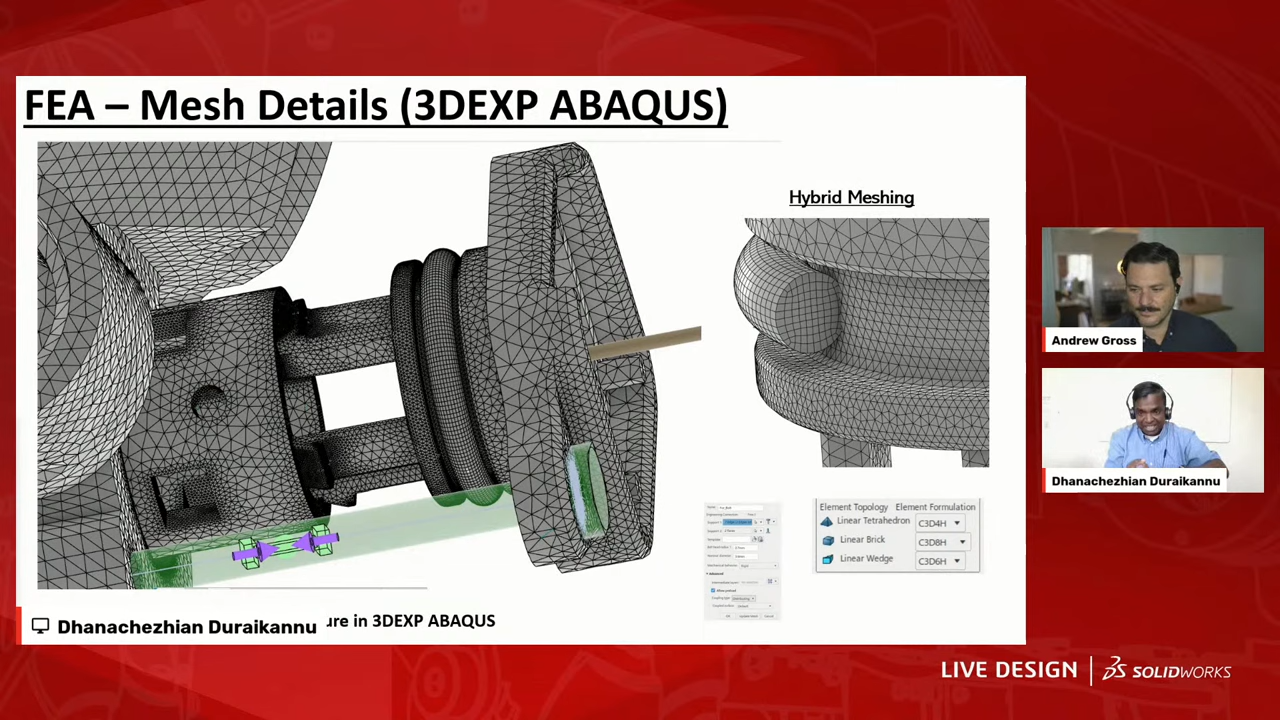 FEA – Mesh Details (3DEXP ABAQUS)
Hybrid Meshing
Andrew Gross
Dhanachezhian Duraikannu
Element Topology Element Formulation
Linear Tetrahedron C3D4H
Linear Brick C3D8H
Linear Wedge C3D6H
Dhanachezhian Duraikannu
ure in 3DEXP ABAQUS
LIVE DESIGN
SOLIDWORKS